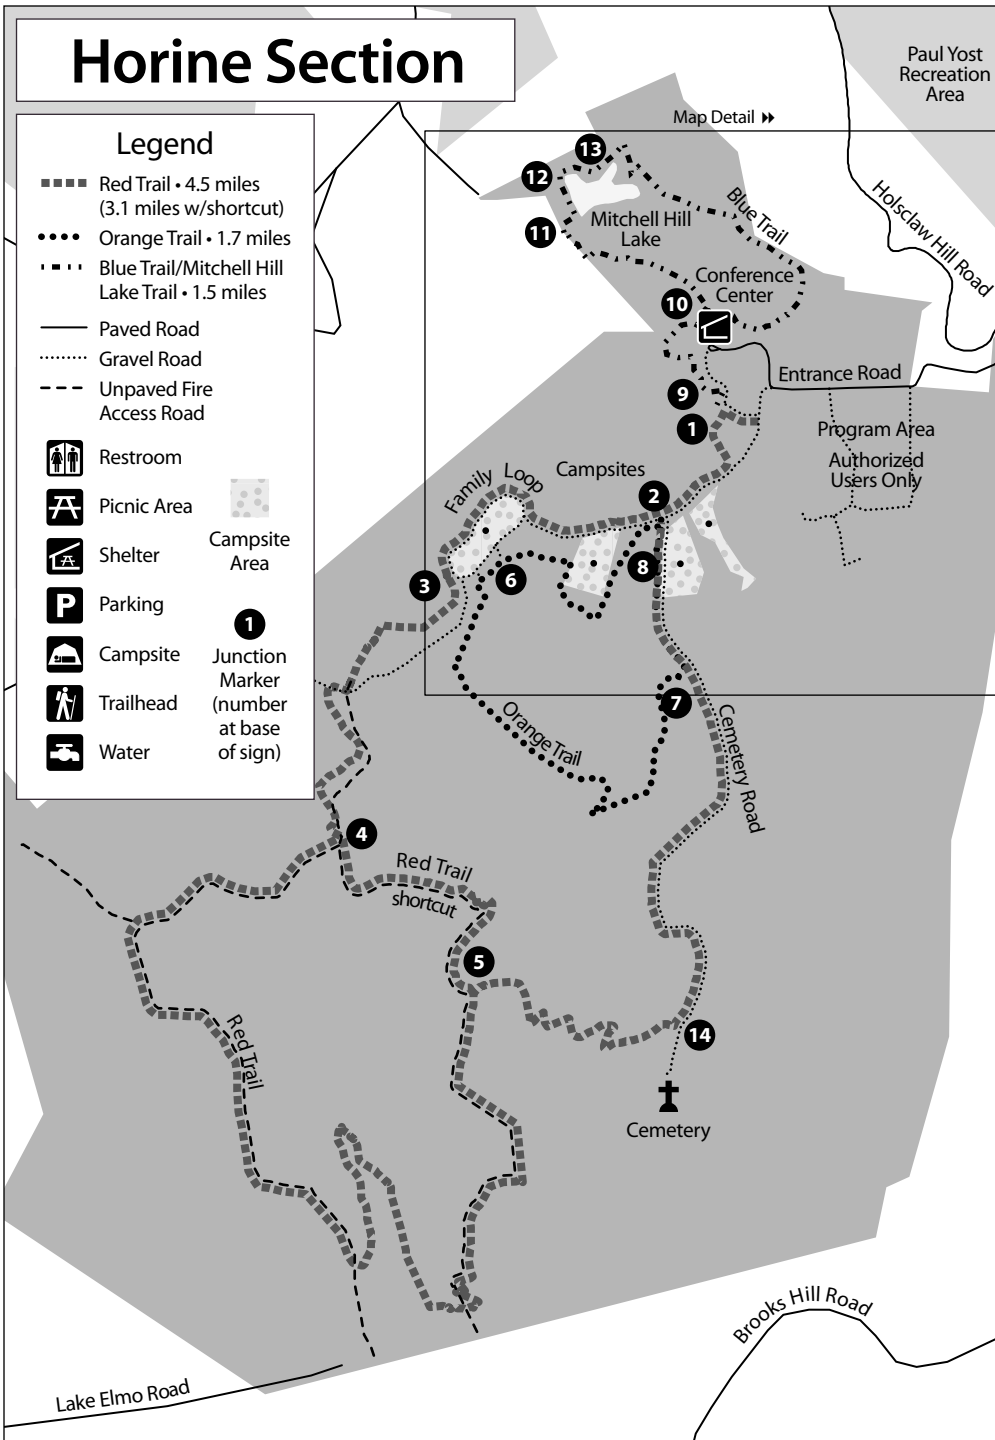 Horine Section
Paul Yost
Recreation
Area
Map Detail
Legend
Red Trail • 4.5 miles
(3.1 miles w/shortcut)
Orange Trail • 1.7 miles
Blue Trail/Mitchell Hill
Lake Trail • 1.5 miles
Paved Road
Gravel Road
Unpaved Fire
Access Road
Restroom
Picnic Area
Shelter
P
Parking
Campsite
Trailhead
Water
Campsite
Area
1
Junction
Marker
(number
at base
of sign)
13
12
11
Mitchell Hill
Lake
Blue Trail
Holsclaw Hill Road
Conference
Center
10
Entrance Road
9
1
Program Area
Authorized
Users Only
Family Loop
Campsites
2
3
6
8
7
Orange Trail
Cemetery Road
4
Red Trail
shortcut
5
14
Red Trail
Cemetery
Brooks Hill Road
Lake Elmo Road